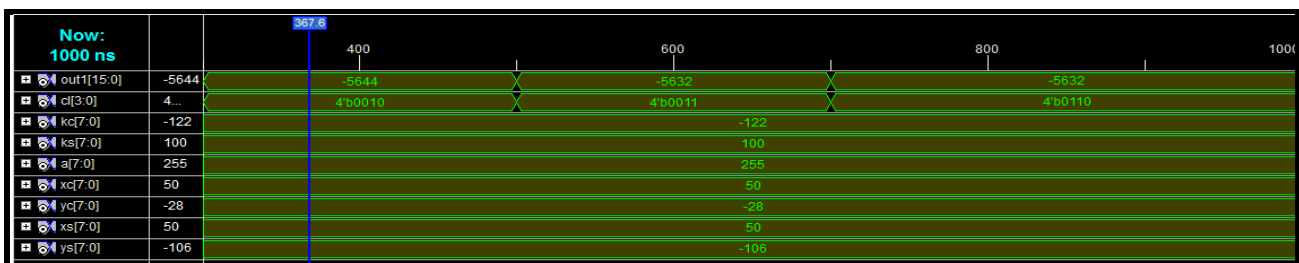 367.6
Now:
1000 ns
400 600 800 1000
out1[15:0] -5644 -5644 -5632 -5632
cl[3:0] 4... 4'b0010 4'b0011 4'b0110
kc[7:0] -122 -122
ks[7:0] 100 100
a[7:0] 255 255
xc[7:0] 50 50
yc[7:0] -28 -28
xs[7:0] 50 50
ys[7:0] -106 -106